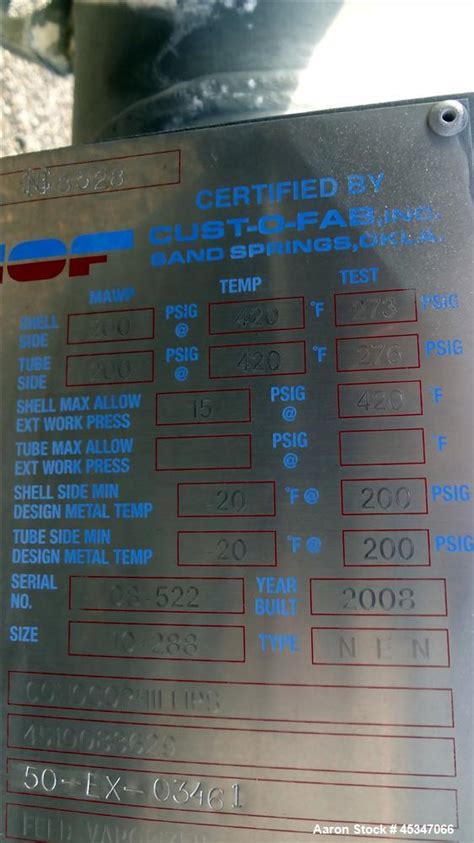 CERTIFIED BY
CUST-O-FAB, INC.
SAND SPRINGS, OKLA.
MAWP TEMP TEST
SHELL SIDE 200 PSIG @ 420 °F 273 PSIG
TUBE SIDE 200 PSIG @ 420 °F 276 PSIG
SHELL MAX ALLOW EXT WORK PRESS 15 PSIG @ 420 F
TUBE MAX ALLOW EXT WORK PRESS PSIG @ F
SHELL SIDE MIN DESIGN METAL TEMP -20 °F @ 200 PSIG
TUBE SIDE MIN DESIGN METAL TEMP -20 °F @ 200 PSIG
SERIAL NO. 08-522 YEAR BUILT 2008
SIZE 10-288 TYPE NEN
CONOCOPHILLIPS
4510083629
50-EX-03461
FEED
Aaron Stock # 45347066